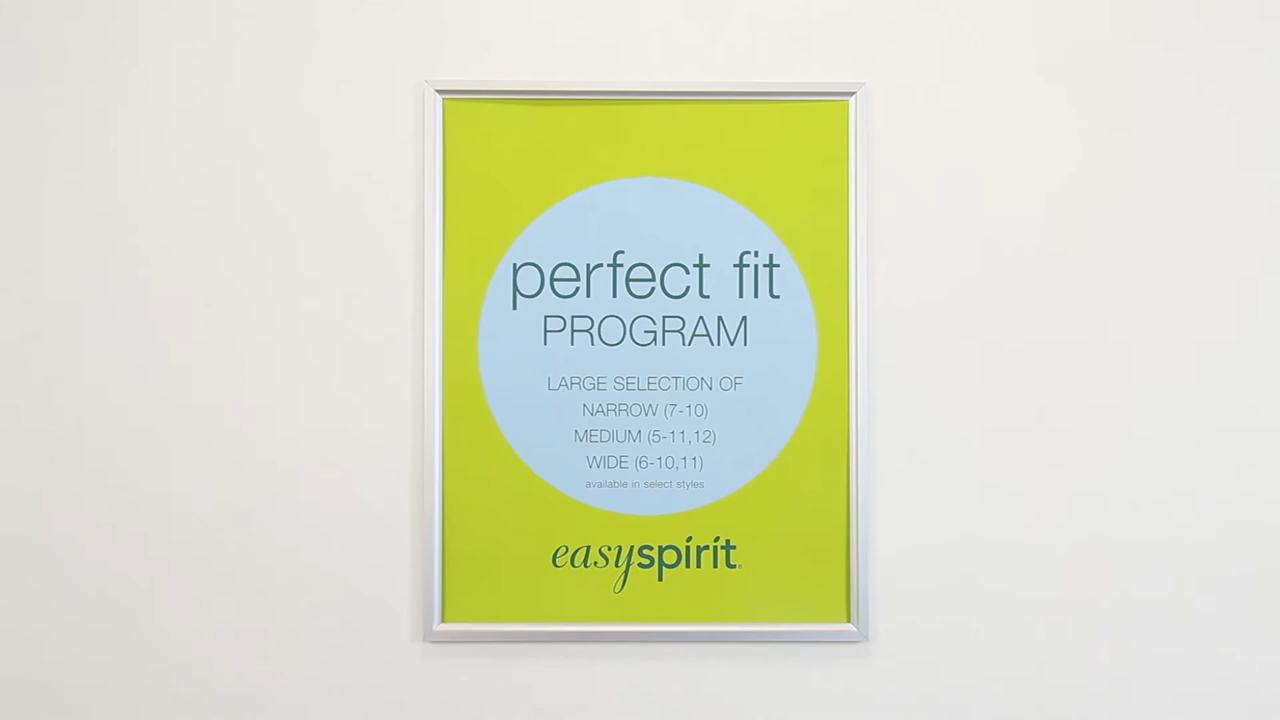 perfect fit
PROGRAM
LARGE SELECTION OF
NARROW (7-10)
MEDIUM (5-11,12)
WIDE (6-10,11)
available in select styles
easyspirit®